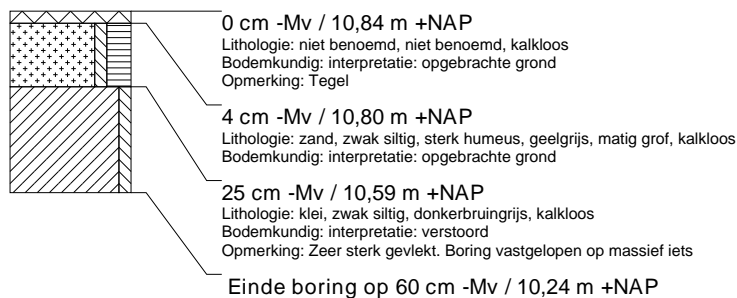 0 cm -Mv / 10,84 m +NAP
Lithologie: niet benoemd, niet benoemd, kalkloos
Bodemkundig: interpretatie: opgebrachte grond
Opmerking: Tegel
4 cm -Mv / 10,80 m +NAP
Lithologie: zand, zwak siltig, sterk humeus, geelgrijs, matig grof, kalkloos
Bodemkundig: interpretatie: opgebrachte grond
25 cm -Mv / 10,59 m +NAP
Lithologie: klei, zwak siltig, donkerbruingrijs, kalkloos
Bodemkundig: interpretatie: verstoord
Opmerking: Zeer sterk gevlekt. Boring vastgelopen op massief iets
Einde boring op 60 cm -Mv / 10,24 m +NAP